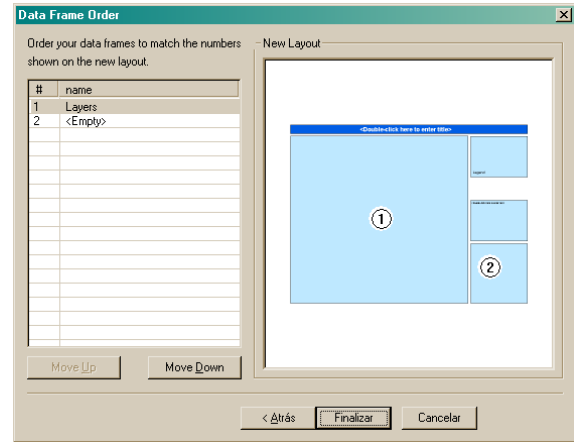 Data Frame Order
Order your data frames to match the numbers
shown on the new layout.
# name
1 Layers
2 <Empty>
Move Up
Move Down
New Layout
<Double-click here to enter title>
Legend
1
2
< Atrás
Finalizar
Cancelar